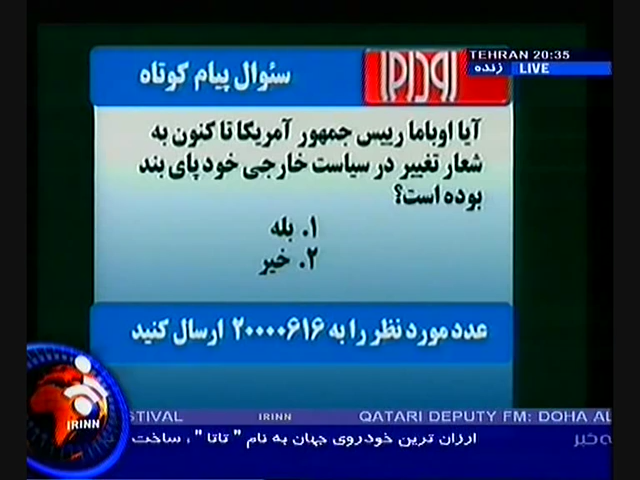 TEHRAN 20:35
زنده LIVE
سئوال پیام کوتاه
آیا اوباما رییس جمهور آمریکا تا کنون به
شعار تغییر در سیاست خارجی خود پای بند
بوده است؟
۱. بله
۲. خیر
عدد مورد نظر را به ۲۰۰۰۰۶۱۶ ارسال کنید
STIVAL IRINN QATARI DEPUTY FM: DOHA AL
IRINN
ارزان ترین خودروی جهان به نام " تاتا " ، ساخت